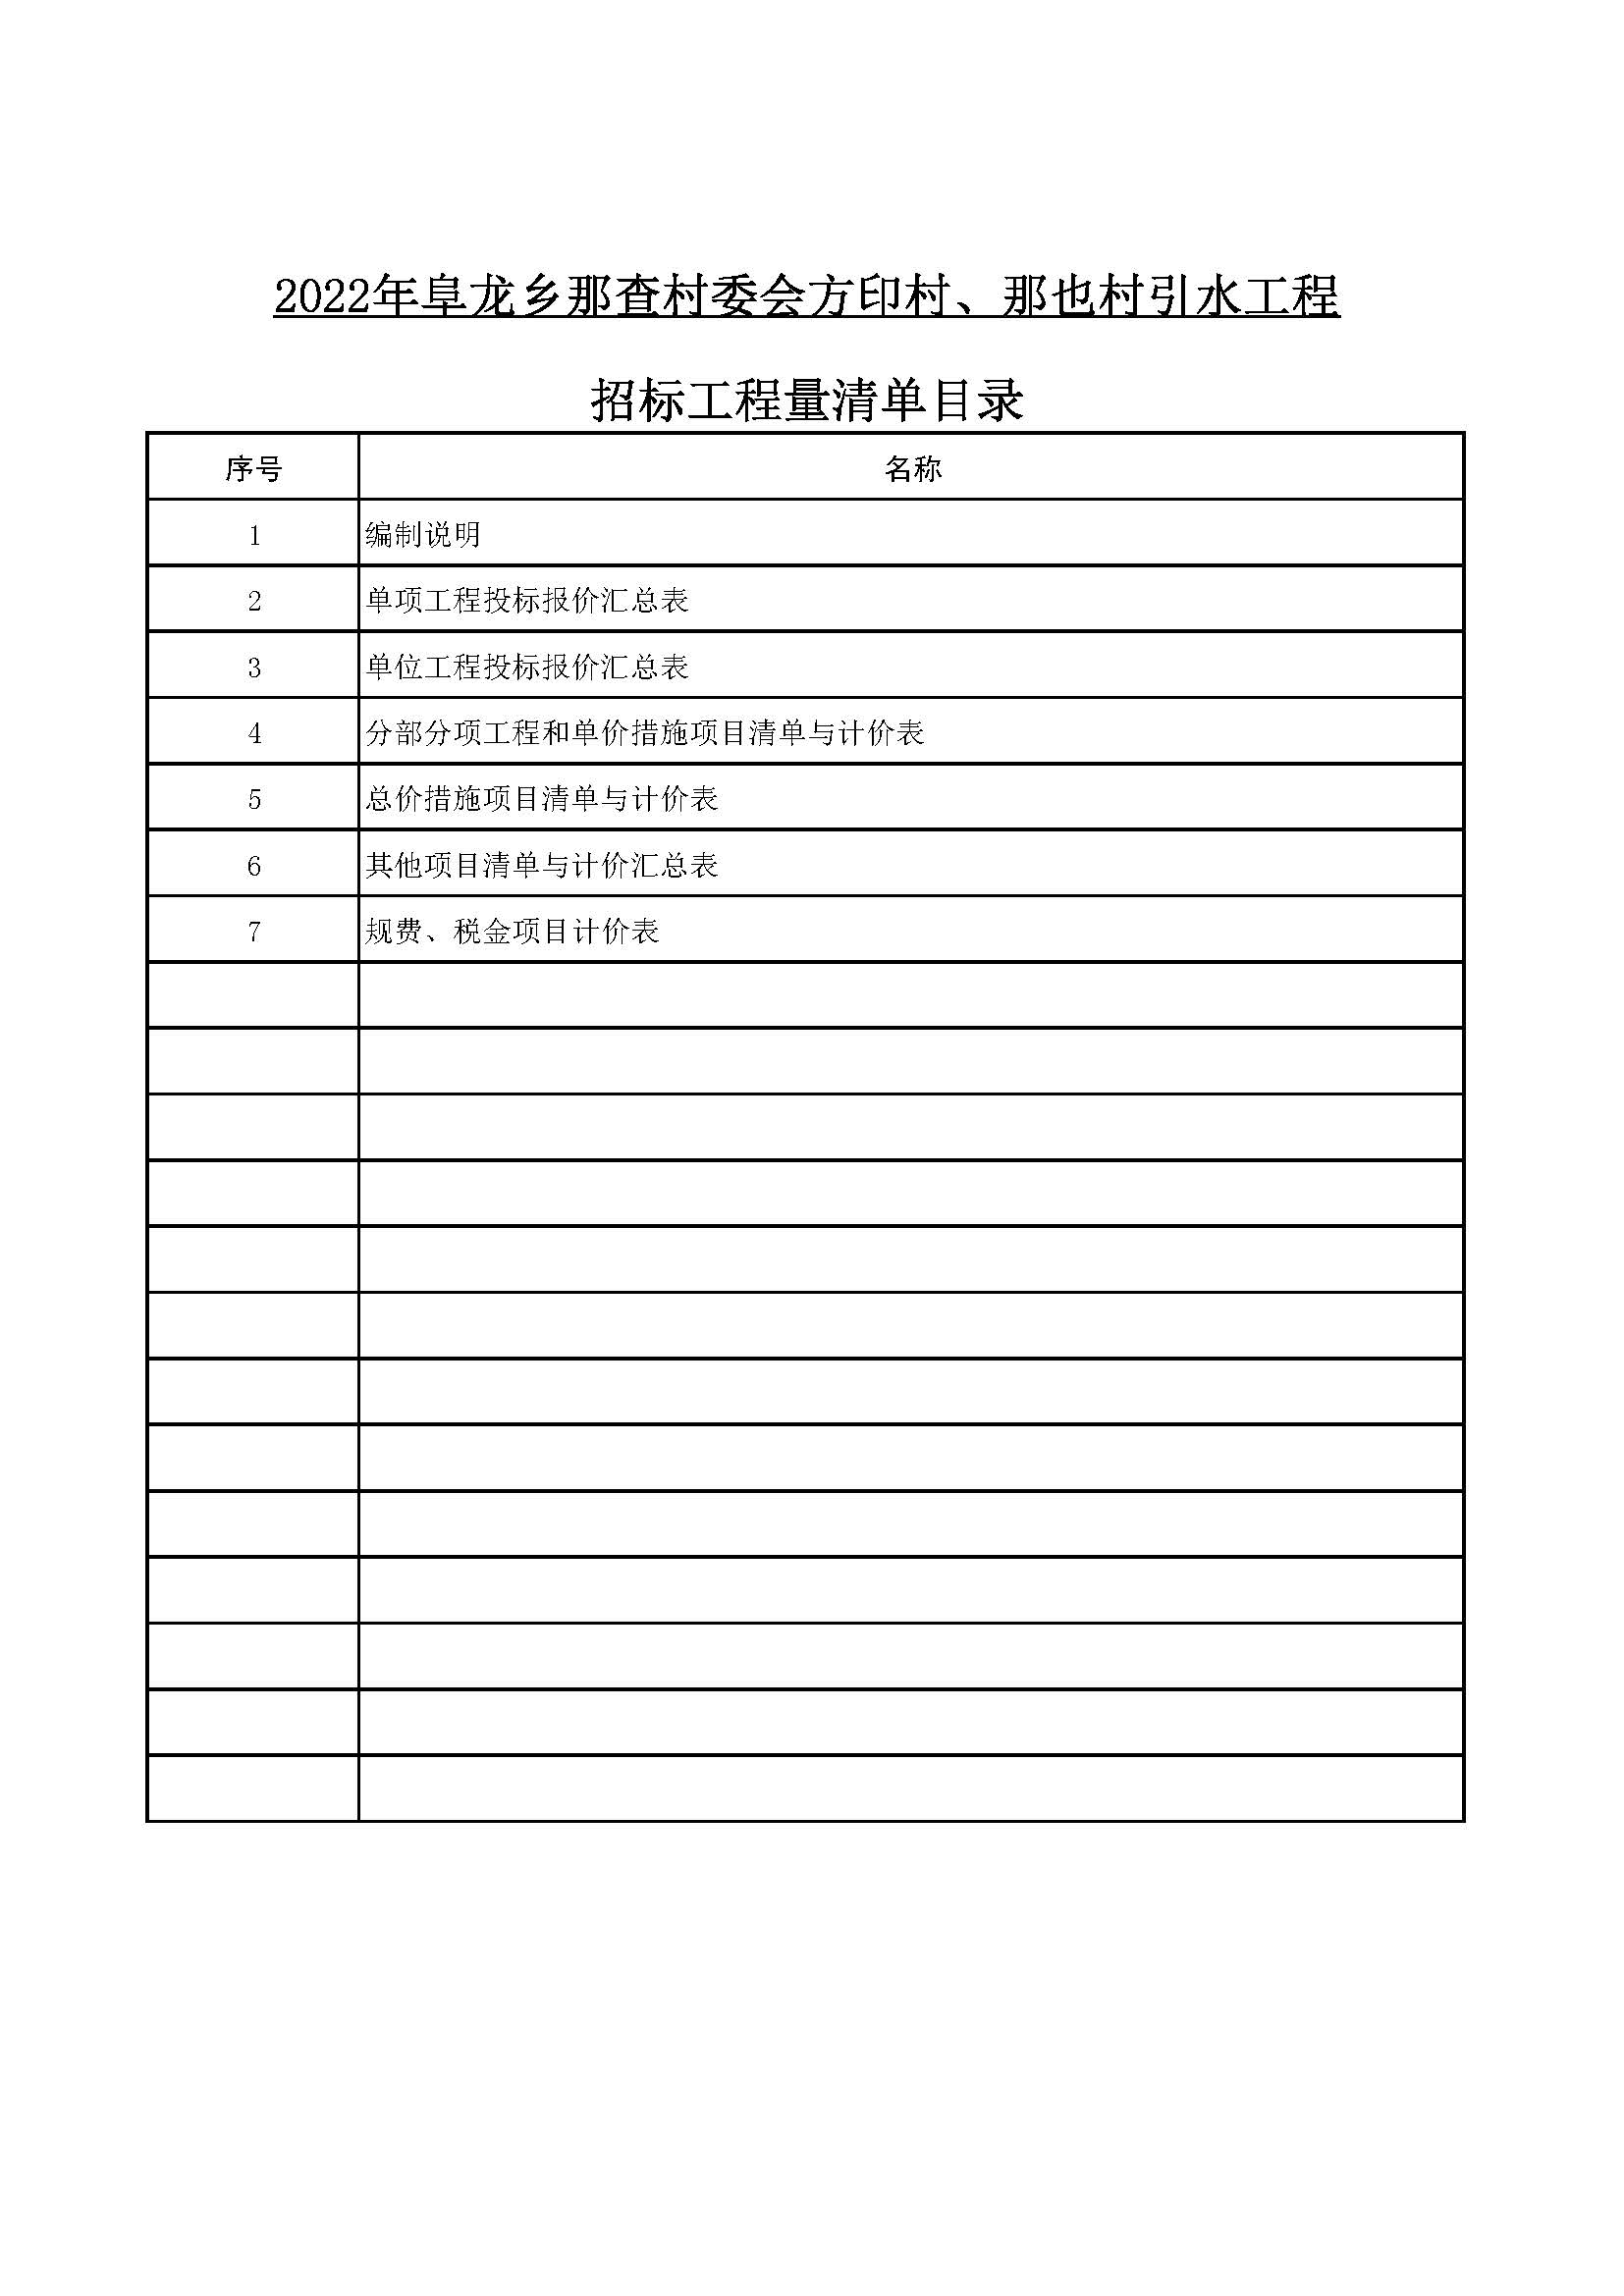 2022年阜龙乡那查村委会方印村、那也村引水工程
招标工程量清单目录
序号 名称
1 编制说明
2 单项工程投标报价汇总表
3 单位工程投标报价汇总表
4 分部分项工程和单价措施项目清单与计价表
5 总价措施项目清单与计价表
6 其他项目清单与计价汇总表
7 规费、税金项目计价表